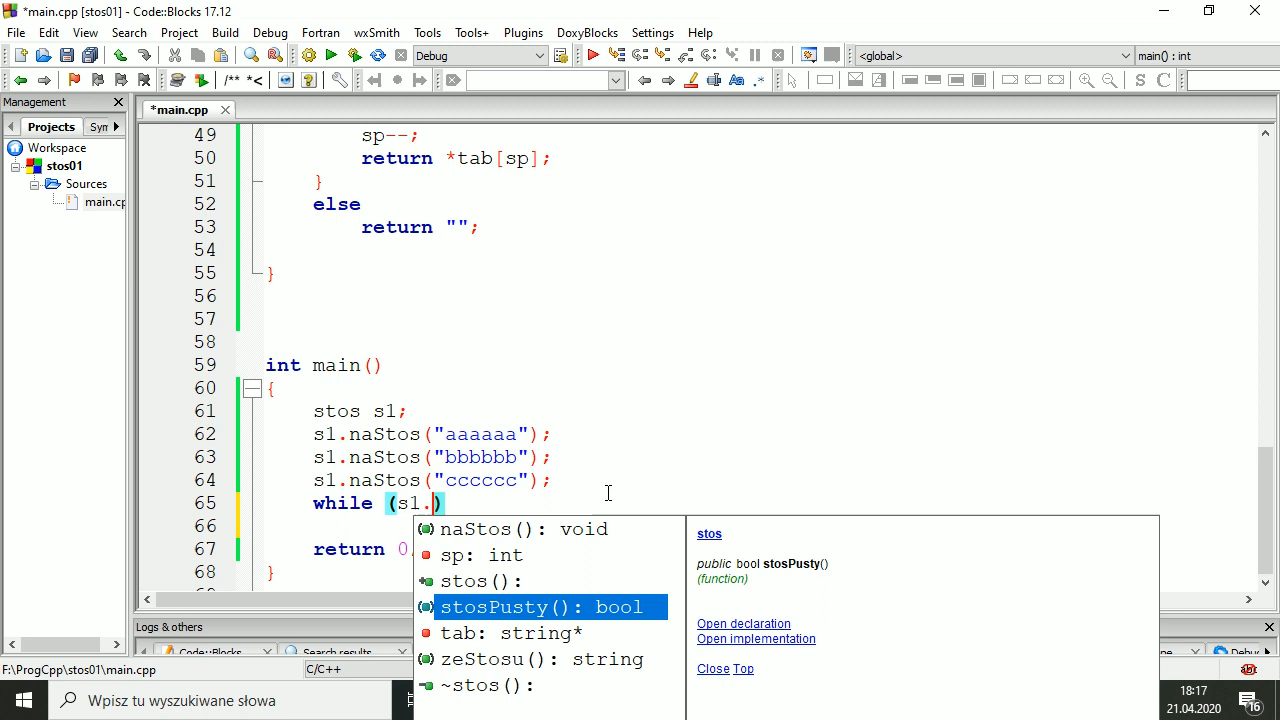 *main.cpp [stos01] - Code::Blocks 17.12
File Edit View Search Project Build Debug Fortran wxSmith Tools Tools+ Plugins DoxyBlocks Settings Help
Debug <global> main() : int
/** *<
Management
*main.cpp
Projects
Workspace
stos01
Sources
49 sp--;
50 return *tab[sp];
51 }
52 else
53 return "";
54
55 }
56
57
58
59 int main()
60 {
61 stos s1;
62 s1.naStos("aaaaaa");
63 s1.naStos("bbbbbb");
64 s1.naStos("cccccc");
65 while (s1.)
66
67 return 0
68 }
naStos(): void
sp: int
stos():
stosPusty(): bool
tab: string*
zeStosu(): string
~stos():
stos
public bool stosPusty()
(function)
Open declaration
Open implementation
Close Top
Logs & others
Code::Blocks Search results
F:\ProgCpp\stos01\main.cpp C/C++
Wpisz tu wyszukiwane słowa
18:17
21.04.2020
16